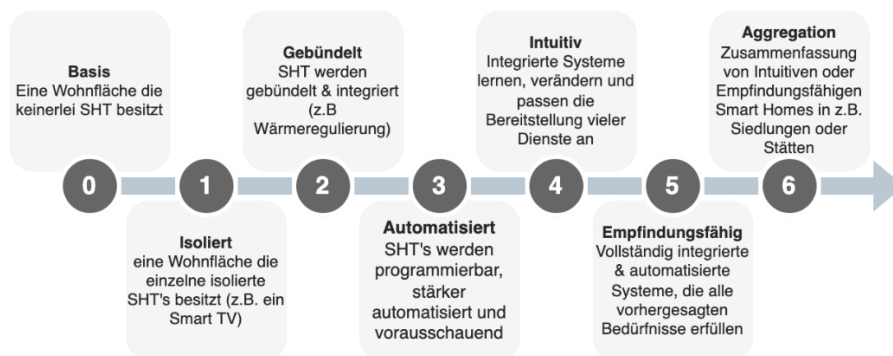 Basis
Eine Wohnfläche die
keinerlei SHT besitzt
0
Isoliert
eine Wohnfläche die
einzelne isolierte
SHT's besitzt (z.B. ein
Smart TV)
1
Gebündelt
SHT werden
gebündelt & integriert
(z.B
Wärmeregulierung)
2
Automatisiert
SHT's werden
programmierbar,
stärker
automatisiert und
vorausschauend
3
Intuitiv
Integrierte Systeme
lernen, verändern und
passen die
Bereitstellung vieler
Dienste an
4
Empfindungsfähig
Vollständig integrierte
& automatisierte
Systeme, die alle
vorhergesagten
Bedürfnisse erfüllen
5
Aggregation
Zusammenfassung
von Intuitiven oder
Empfindungsfähigen
Smart Homes in z.B.
Siedlungen oder
Stätten
6